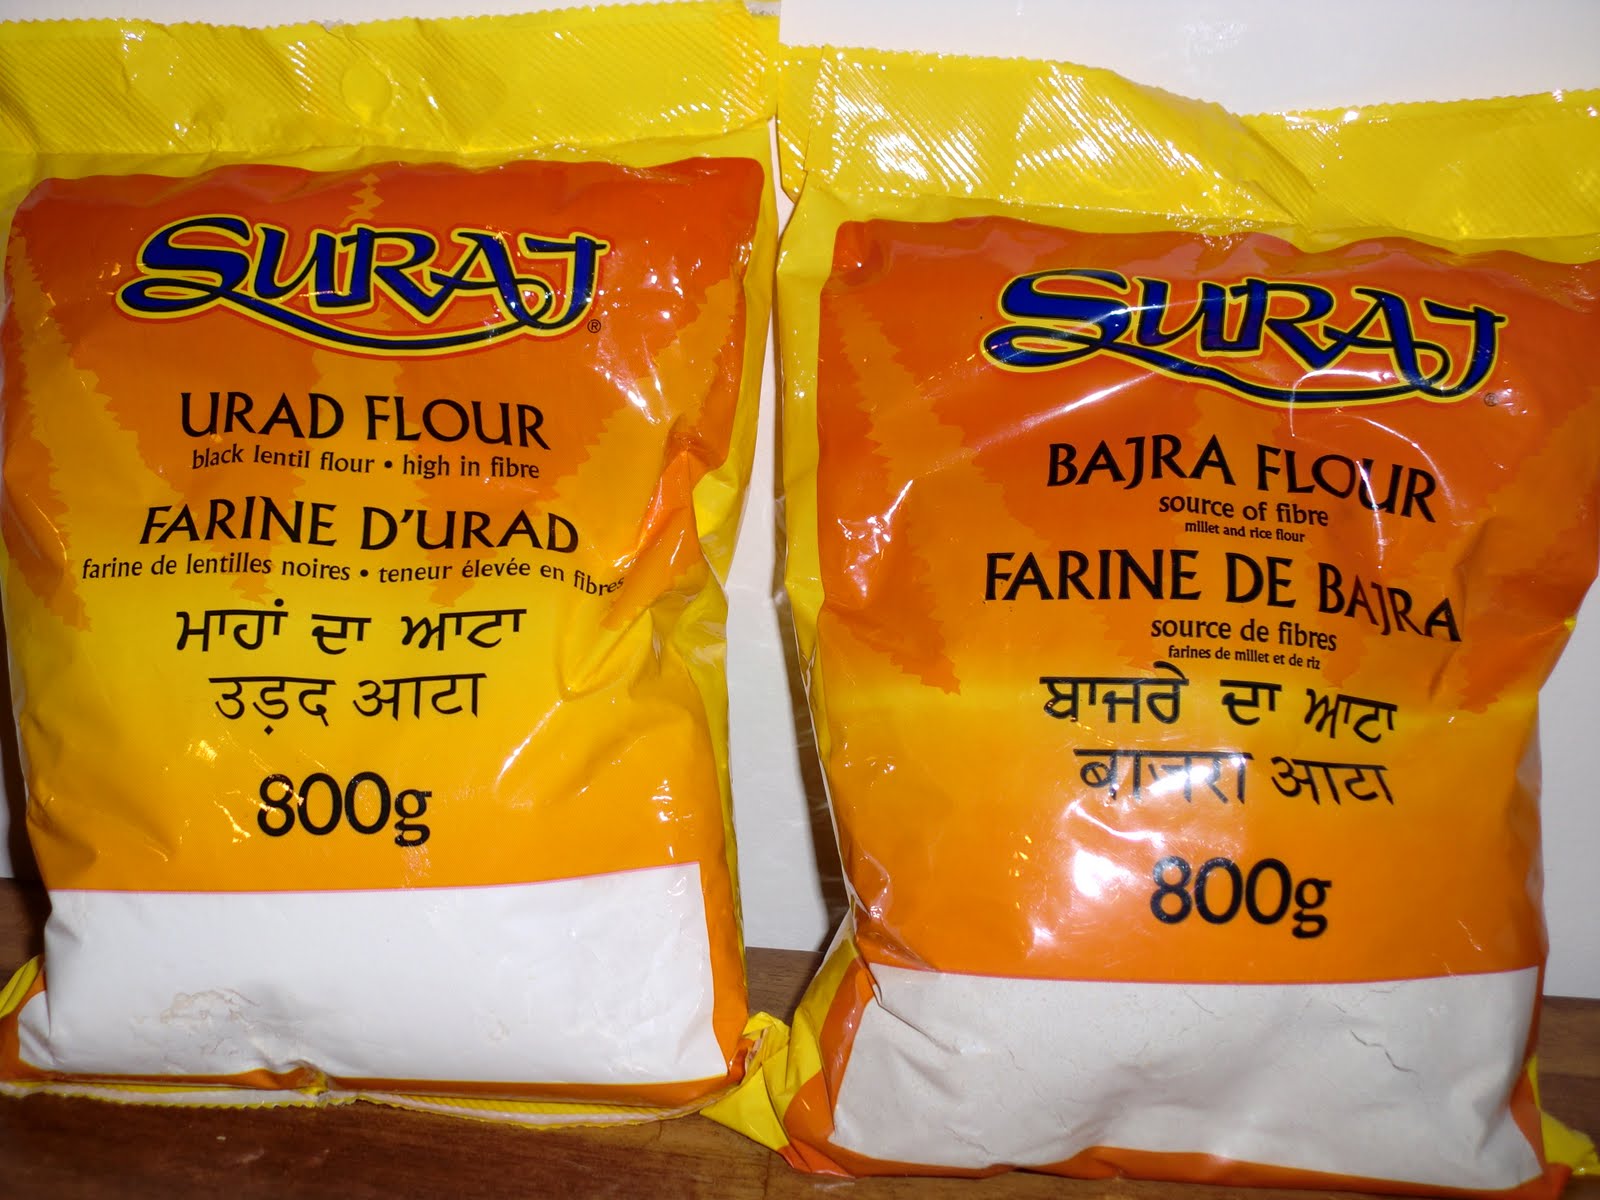 SURAJ®
URAD FLOUR
black lentil flour • high in fibre
FARINE D'URAD
farine de lentilles noires • teneur élevée en fibres
ਮਾਹਾਂ ਦਾ ਆਟਾ
उड़द आटा
800g
SURAJ®
BAJRA FLOUR
source of fibre
millet and rice flour
FARINE DE BAJRA
source de fibres
farines de millet et de riz
ਬਾਜਰੇ ਦਾ ਆਟਾ
बाजरा आटा
800g